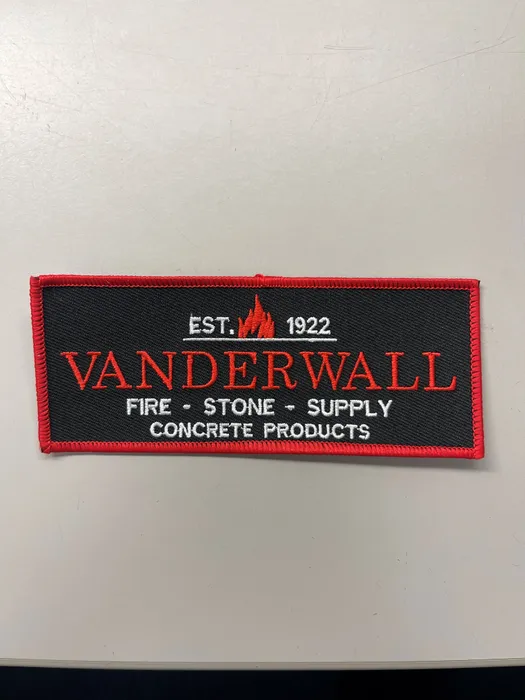 EST. 1922
VANDERWALL
FIRE - STONE - SUPPLY
CONCRETE PRODUCTS